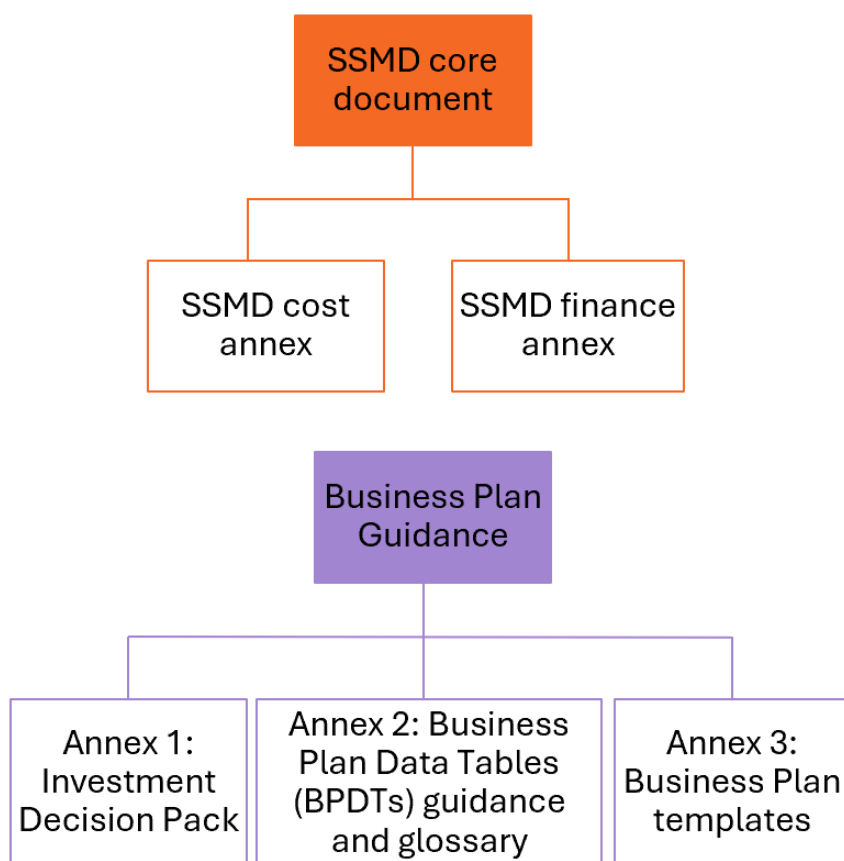 SSMD core
document
SSMD cost
annex
SSMD finance
annex
Business Plan
Guidance
Annex 1:
Investment
Decision Pack
Annex 2: Business
Plan Data Tables
(BPDTs) guidance
and glossary
Annex 3:
Business Plan
templates